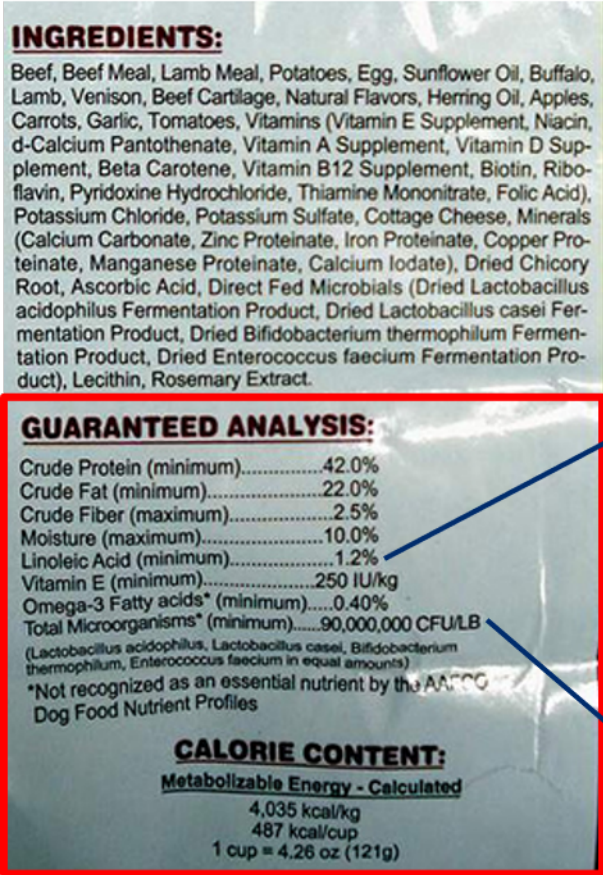 INGREDIENTS:
Beef, Beef Meal, Lamb Meal, Potatoes, Egg, Sunflower Oil, Buffalo,
Lamb, Venison, Beef Cartilage, Natural Flavors, Herring Oil, Apples,
Carrots, Garlic, Tomatoes, Vitamins (Vitamin E Supplement, Niacin,
d-Calcium Pantothenate, Vitamin A Supplement, Vitamin D Sup-
plement, Beta Carotene, Vitamin B12 Supplement, Biotin, Ribo-
flavin, Pyridoxine Hydrochloride, Thiamine Mononitrate, Folic Acid),
Potassium Chloride, Potassium Sulfate, Cottage Cheese, Minerals
(Calcium Carbonate, Zinc Proteinate, Iron Proteinate, Copper Pro-
teinate, Manganese Proteinate, Calcium Iodate), Dried Chicory
Root, Ascorbic Acid, Direct Fed Microbials (Dried Lactobacillus
acidophilus Fermentation Product, Dried Lactobacillus casei Fer-
mentation Product, Dried Bifidobacterium thermophilum Fermen-
tation Product, Dried Enterococcus faecium Fermentation Pro-
duct), Lecithin, Rosemary Extract.
GUARANTEED ANALYSIS:
Crude Protein (minimum)...............42.0%
Crude Fat (minimum)....................22.0%
Crude Fiber (maximum)..................2.5%
Moisture (maximum).....................10.0%
Linoleic Acid (minimum)..................1.2%
Vitamin E (minimum)....................250 IU/kg
Omega-3 Fatty acids* (minimum).....0.40%
Total Microorganisms* (minimum).....90,000,000 CFU/LB
(Lactobacillus acidophilus, Lactobacillus casei, Bifidobacterium
thermophilum, Enterococcus faecium in equal amounts)
*Not recognized as an essential nutrient by the AAFCO
Dog Food Nutrient Profiles
CALORIE CONTENT:
Metabolizable Energy - Calculated
4,035 kcal/kg
487 kcal/cup
1 cup = 4.26 oz (121g)